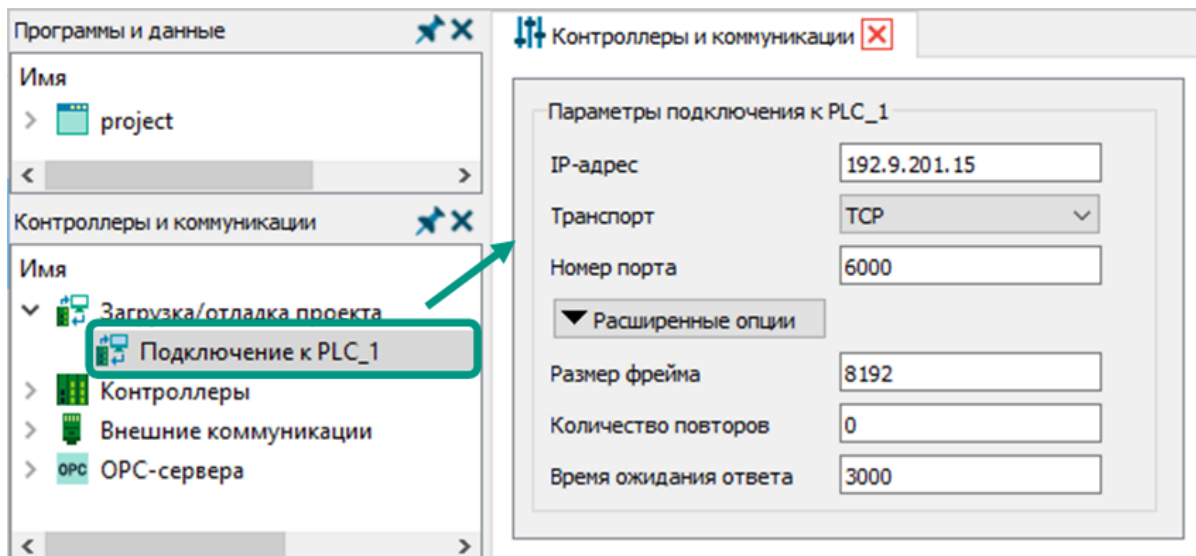 Программы и данные
Имя
project
Контроллеры и коммуникации
Имя
Загрузка/отладка проекта
Подключение к PLC_1
Контроллеры
Внешние коммуникации
OPC OPC-сервера
Контроллеры и коммуникации
Параметры подключения к PLC_1
IP-адрес 192.9.201.15
Транспорт TCP
Номер порта 6000
Расширенные опции
Размер фрейма 8192
Количество повторов 0
Время ожидания ответа 3000